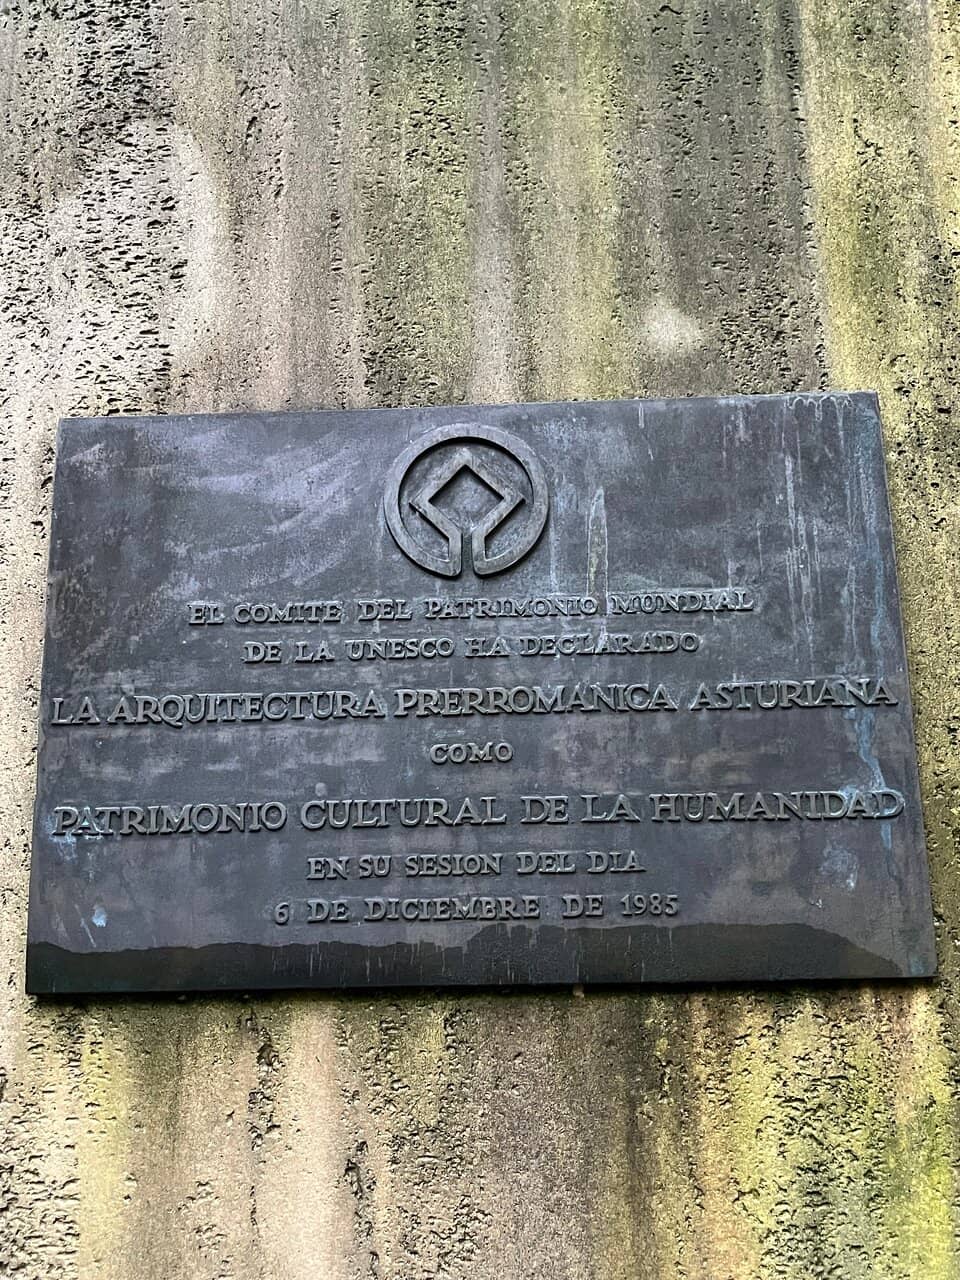 EL COMITE DEL PATRIMONIO MUNDIAL
DE LA UNESCO HA DECLARADO
LA ARQUITECTURA PRERROMANICA ASTURIANA
COMO
PATRIMONIO CULTURAL DE LA HUMANIDAD
EN SU SESION DEL DIA
6 DE DICIEMBRE DE 1985